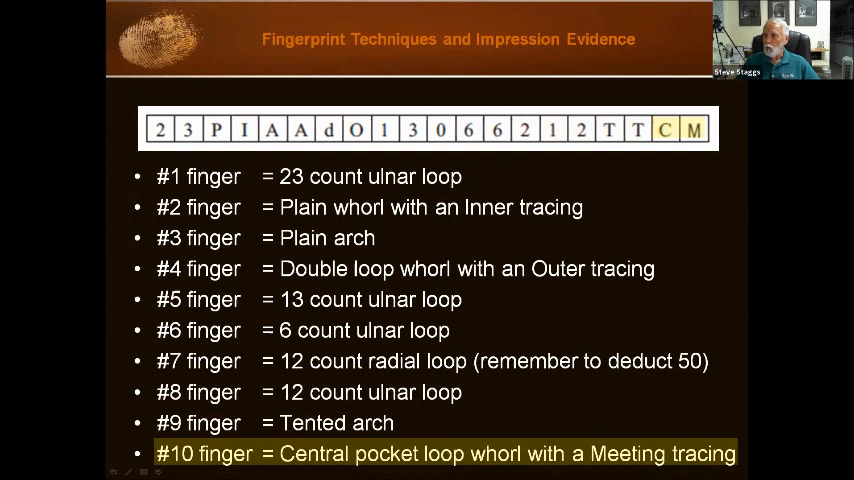 Fingerprint Techniques and Impression Evidence
Steve Staggs
2 3 P I A A d O 1 3 0 6 6 2 1 2 T T C M
• #1 finger = 23 count ulnar loop
• #2 finger = Plain whorl with an Inner tracing
• #3 finger = Plain arch
• #4 finger = Double loop whorl with an Outer tracing
• #5 finger = 13 count ulnar loop
• #6 finger = 6 count ulnar loop
• #7 finger = 12 count radial loop (remember to deduct 50)
• #8 finger = 12 count ulnar loop
• #9 finger = Tented arch
• #10 finger = Central pocket loop whorl with a Meeting tracing